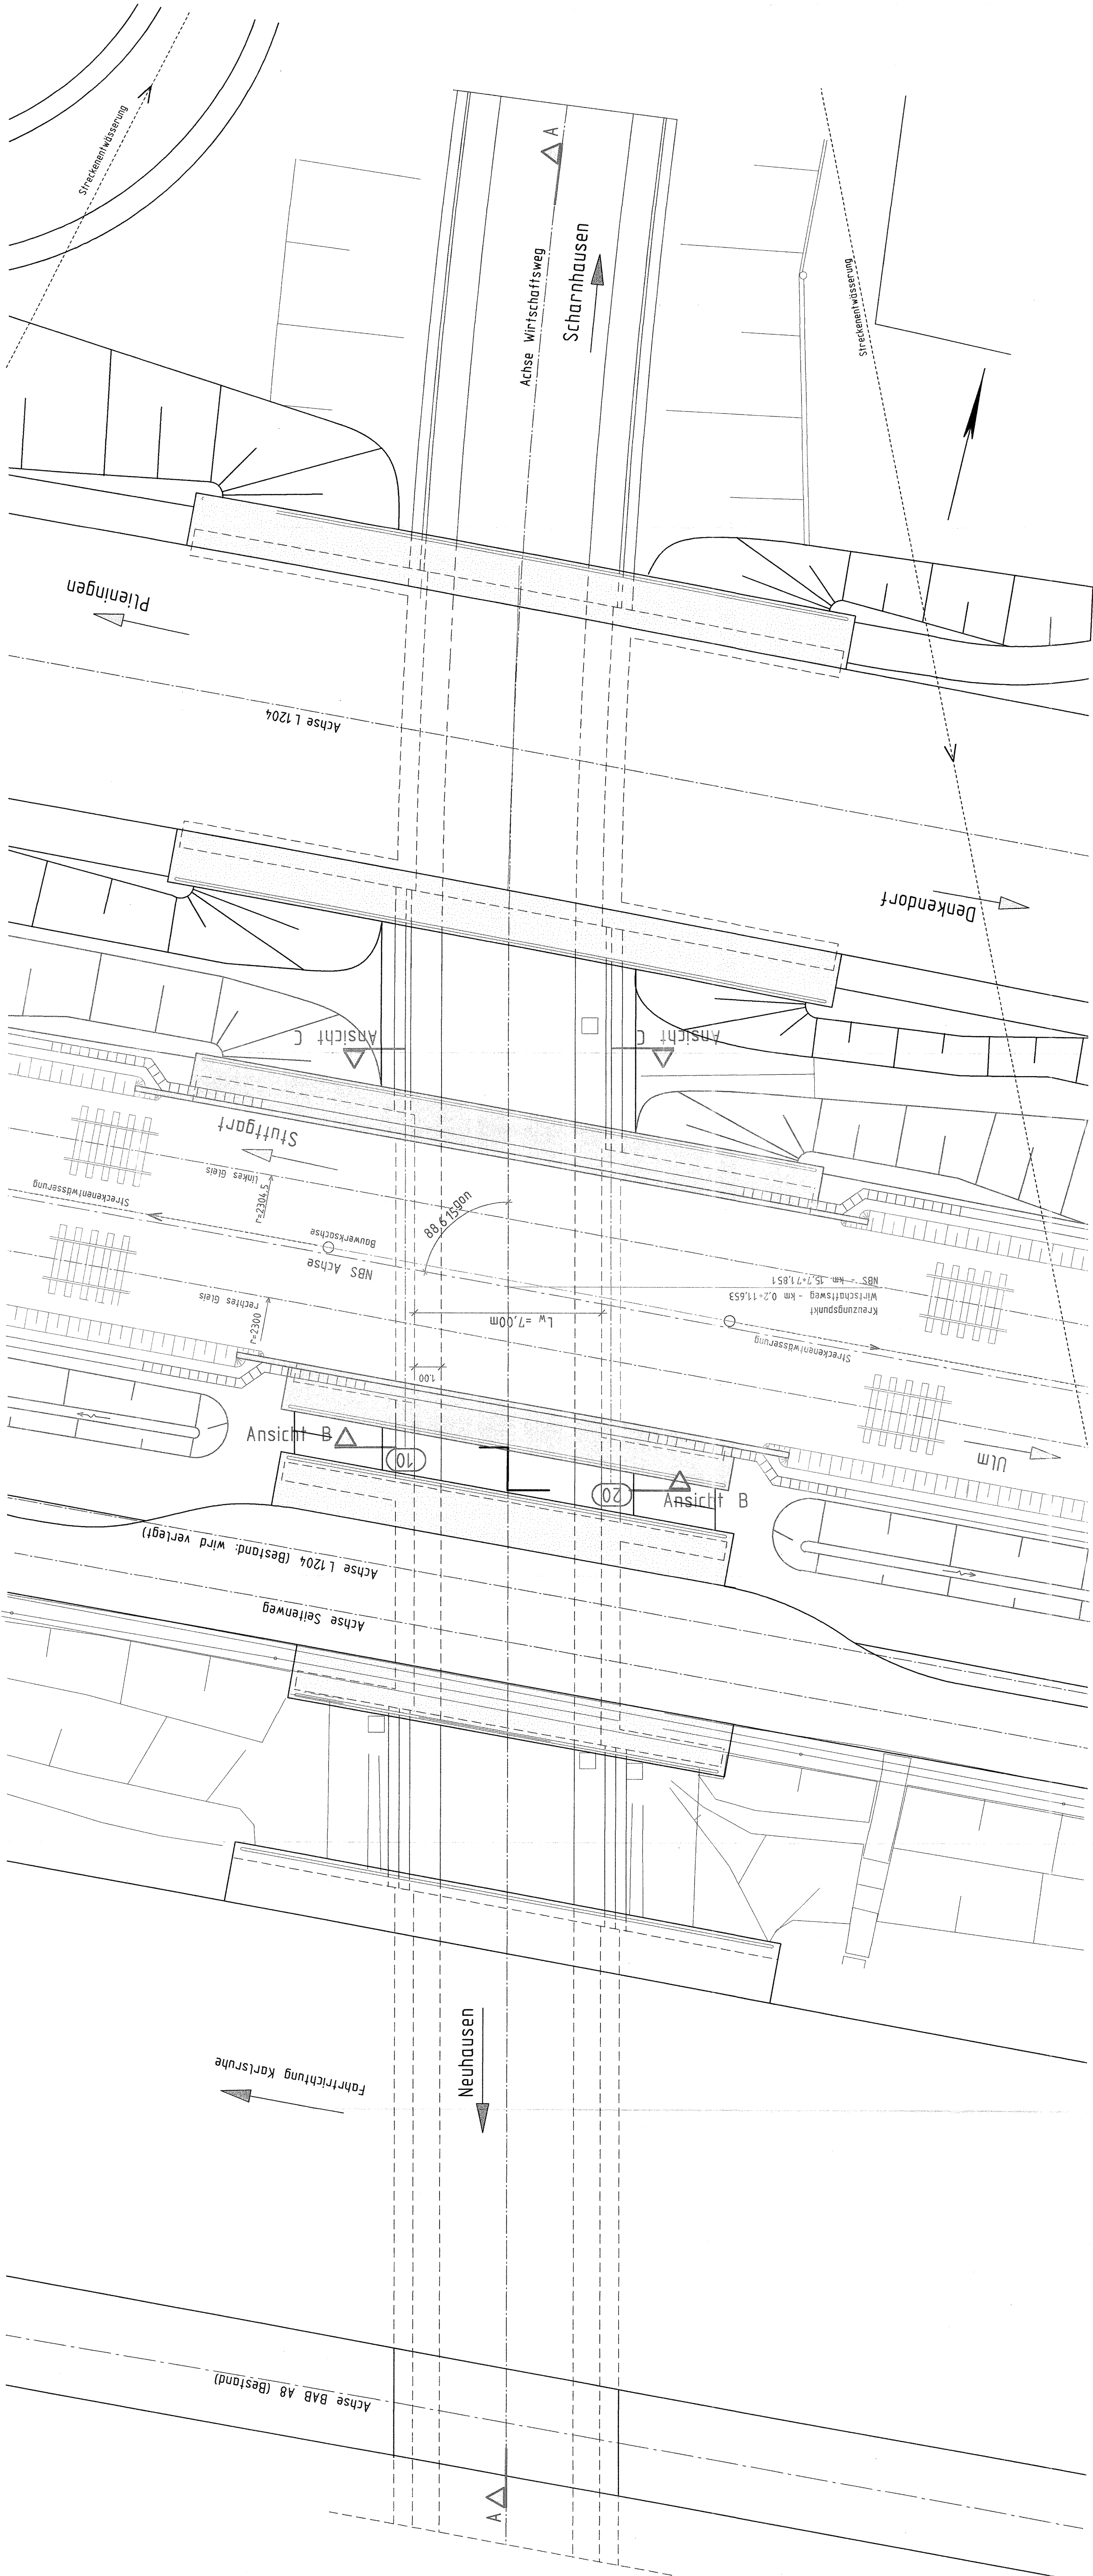 Streckenentwässerung
A
Achse Wirtschaftsweg
Scharnhausen
Streckenentwässerung
Plieningen
Achse L 1204
Denkendorf
Ansicht C
Ansicht C
Stuttgart
linkes Gleis
r=2304,5
Streckenentwässerung
Bauwerksachse
NBS Achse
88,615gon
rechtes Gleis
r=2300
Lw =7,00m
1,00
Kreuzungspunkt
Wirtschaftsweg - km 0,2+11,653
NBS - km 15,7+71,851
Streckenentwässerung
Ansicht B
10
20
Ansicht B
Ulm
Achse L 1204 (Bestand: wird verlegt)
Achse Seitenweg
Neuhausen
Fahrtrichtung Karlsruhe
Achse BAB A8 (Bestand)
A